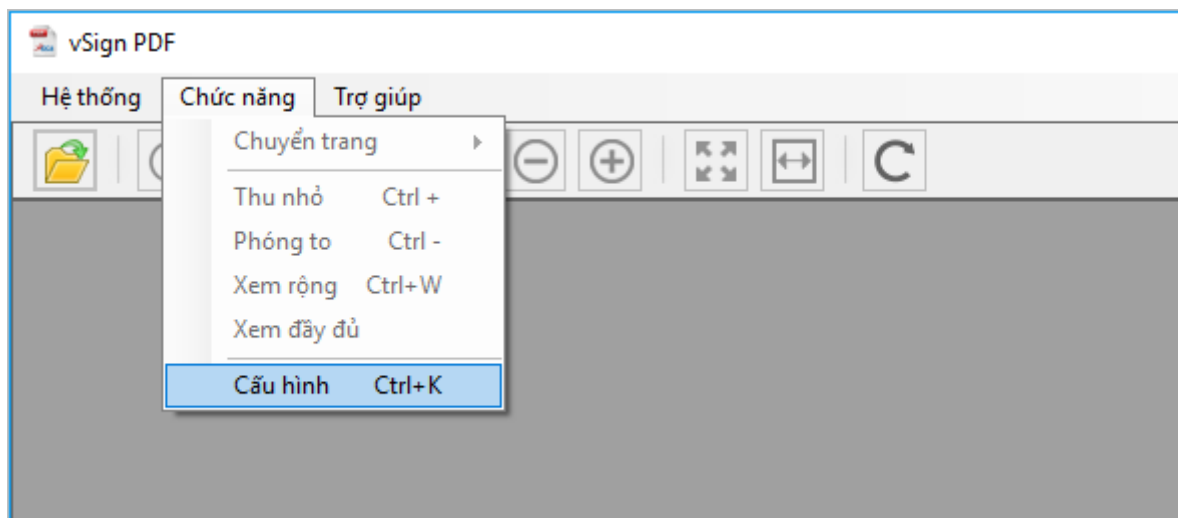 vSign PDF
Hệ thống Chức năng Trợ giúp
Chuyển trang
Thu nhỏ Ctrl +
Phóng to Ctrl -
Xem rộng Ctrl+W
Xem đầy đủ
Cấu hình Ctrl+K